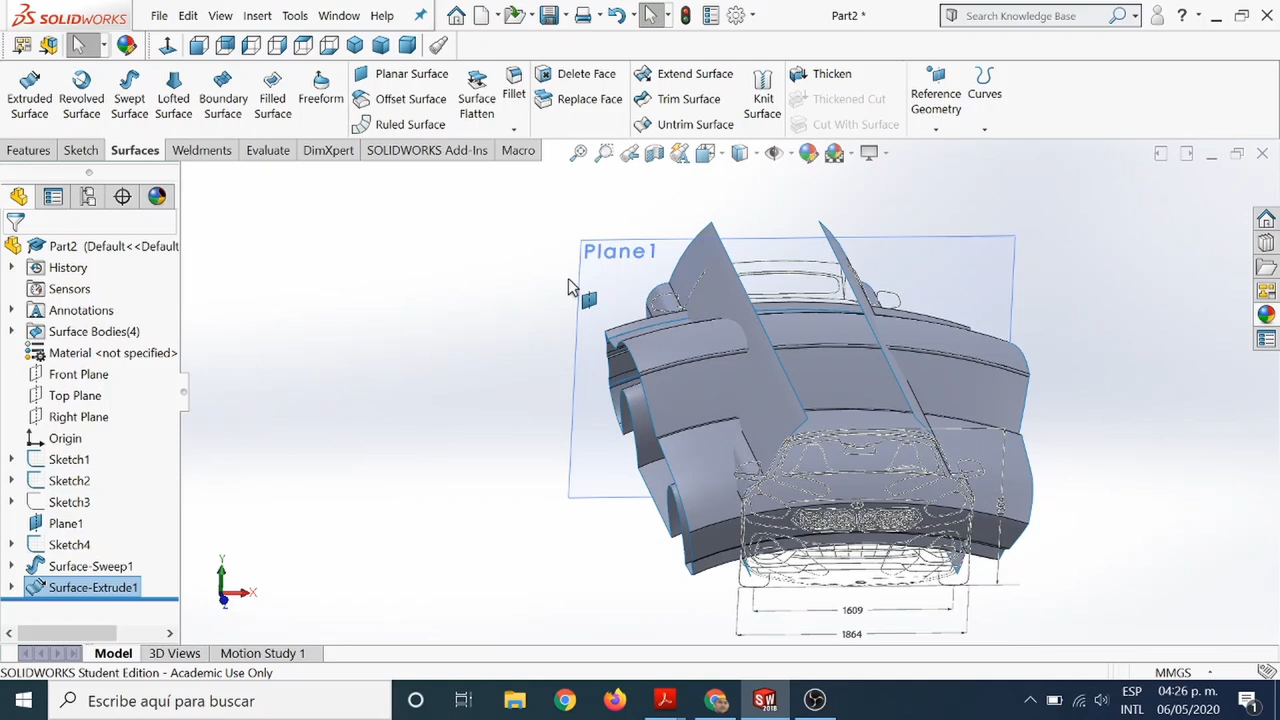 SOLIDWORKS
File Edit View Insert Tools Window Help
Part2 *
Search Knowledge Base
?
Extruded Surface
Revolved Surface
Swept Surface
Lofted Surface
Boundary Surface
Filled Surface
Freeform
Planar Surface
Offset Surface
Ruled Surface
Surface Flatten
Fillet
Delete Face
Replace Face
Extend Surface
Trim Surface
Untrim Surface
Knit Surface
Thicken
Thickened Cut
Cut With Surface
Reference Geometry
Curves
Features Sketch Surfaces Weldments Evaluate DimXpert SOLIDWORKS Add-Ins Macro
Part2 (Default<<Default
History
Sensors
Annotations
Surface Bodies(4)
Material <not specified>
Front Plane
Top Plane
Right Plane
Origin
Sketch1
Sketch2
Sketch3
Plane1
Sketch4
Surface-Sweep1
Surface-Extrude1
Plane1
1609
1864
Y
X
Z
Model 3D Views Motion Study 1
SOLIDWORKS Student Edition - Academic Use Only
MMGS
Escribe aquí para buscar
SW
2018
ESP
INTL
04:26 p. m.
06/05/2020
1